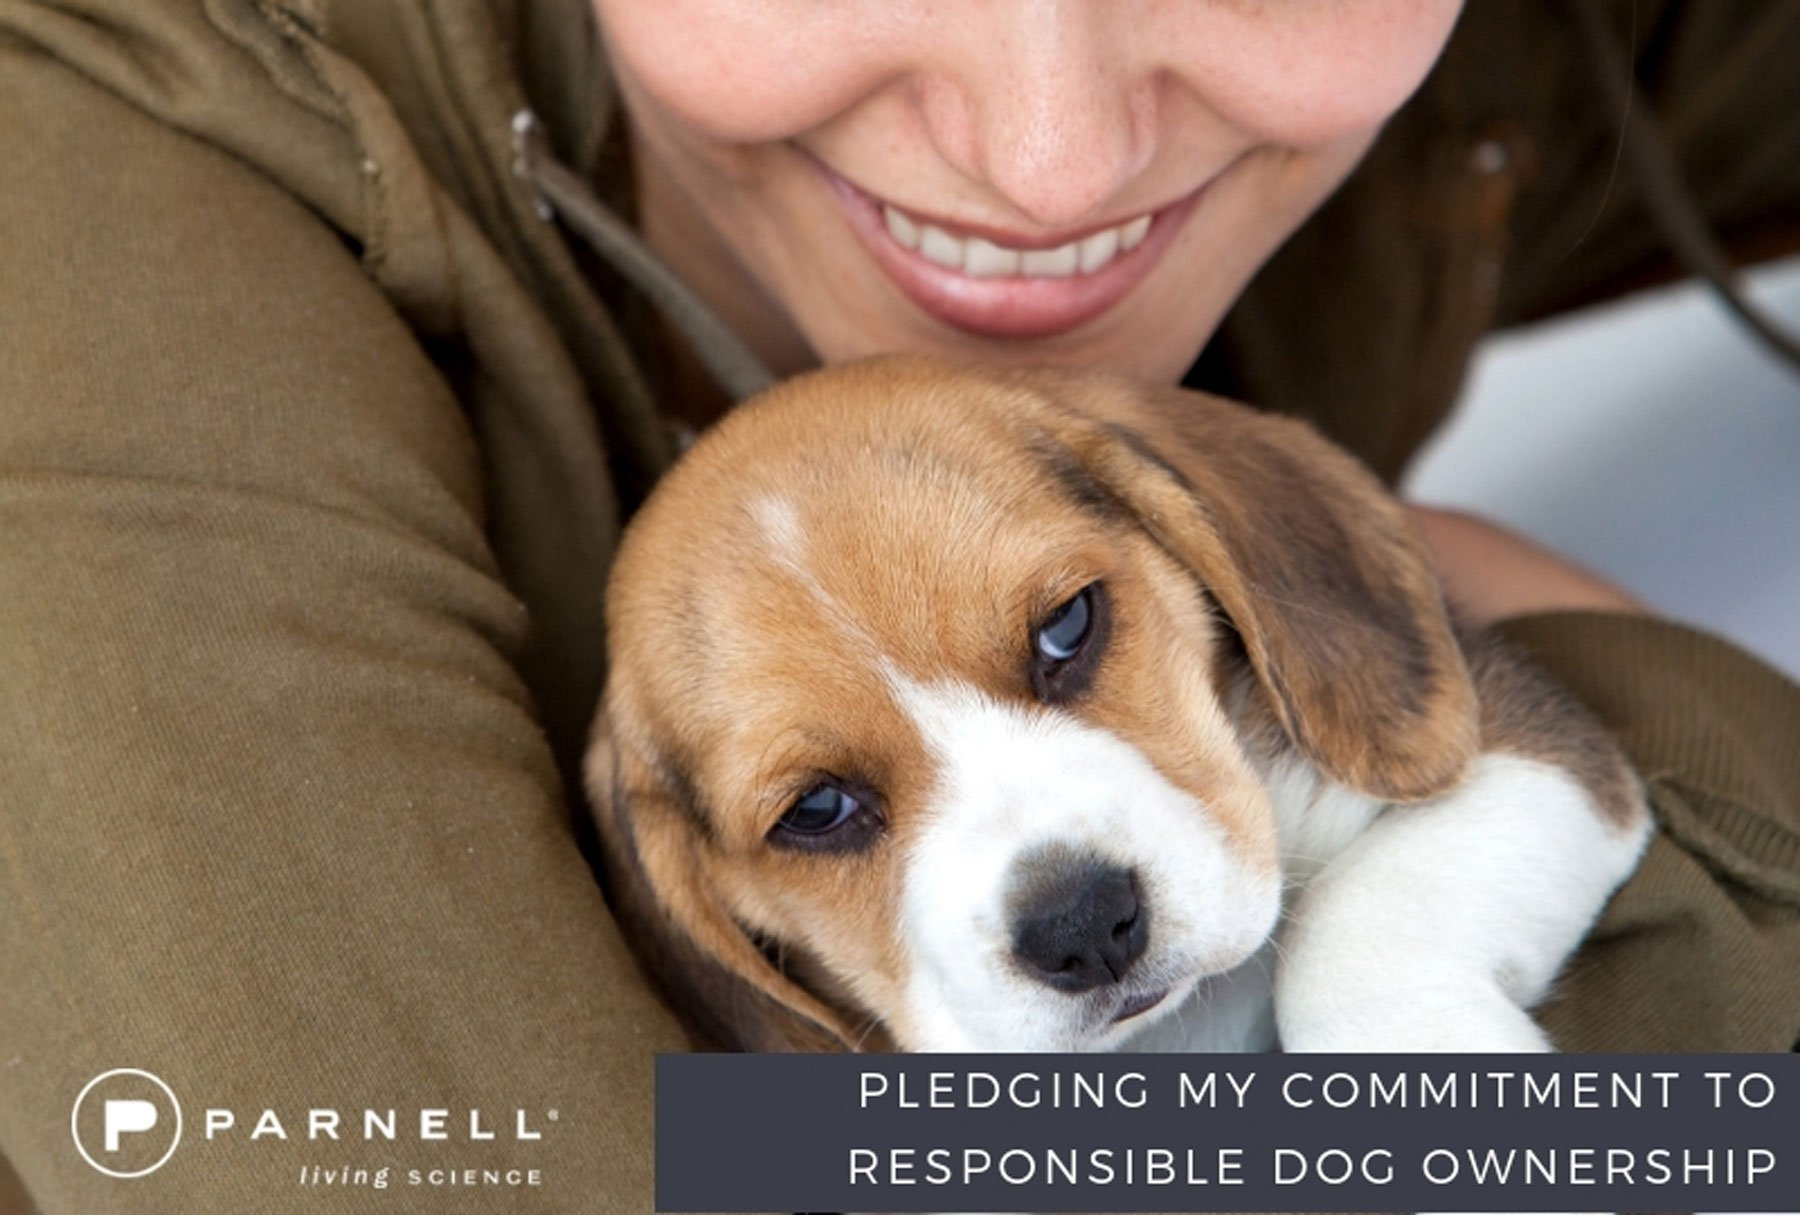 PARNELL®
living SCIENCE
PLEDGING MY COMMITMENT TO
RESPONSIBLE DOG OWNERSHIP